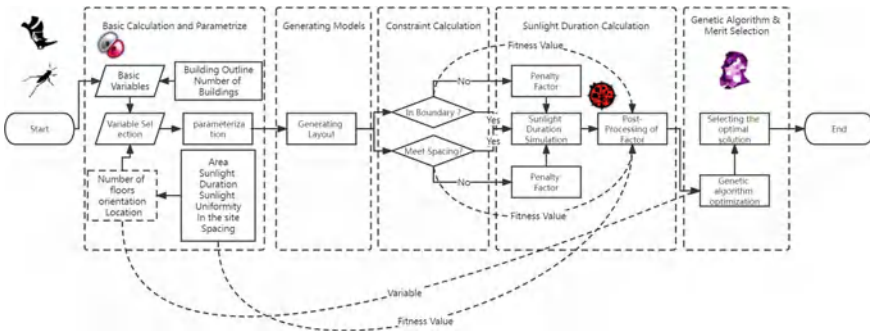 Basic Calculation and Parametrize
Generating Models
Constraint Calculation
Sunlight Duration Calculation
Genetic Algorithm &
Merit Selection
Start
Basic
Variables
Building Outline
Number of
Buildings
Variable Sel
ection
parameteriza
tion
Number of
floors
orientation
Location
Area
Sunlight
Duration
Sunlight
Uniformity
In the site
Spacing
Generating
Layout
In Boundary ?
Meet Spacing?
No
Yes
Yes
No
Fitness Value
Penalty
Factor
Sunlight
Duration
Simulation
Penalty
Factor
Post-
Processing of
Factor
Fitness Value
Selecting the
optimal
solution
Genetic
algorithm
optimization
End
Variable
Fitness Value